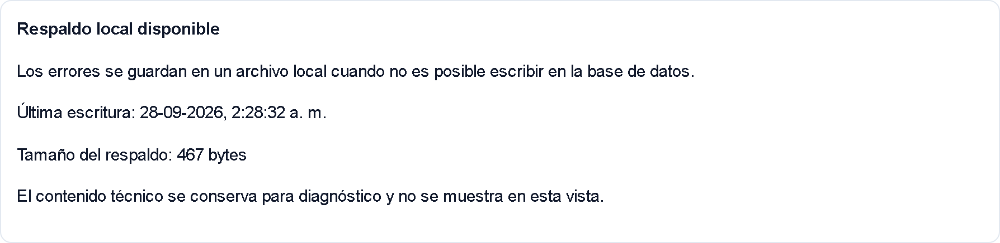 Respaldo local disponible
Los errores se guardan en un archivo local cuando no es posible escribir en la base de datos.
Última escritura: 28-09-2026, 2:28:32 a. m.
Tamaño del respaldo: 467 bytes
El contenido técnico se conserva para diagnóstico y no se muestra en esta vista.